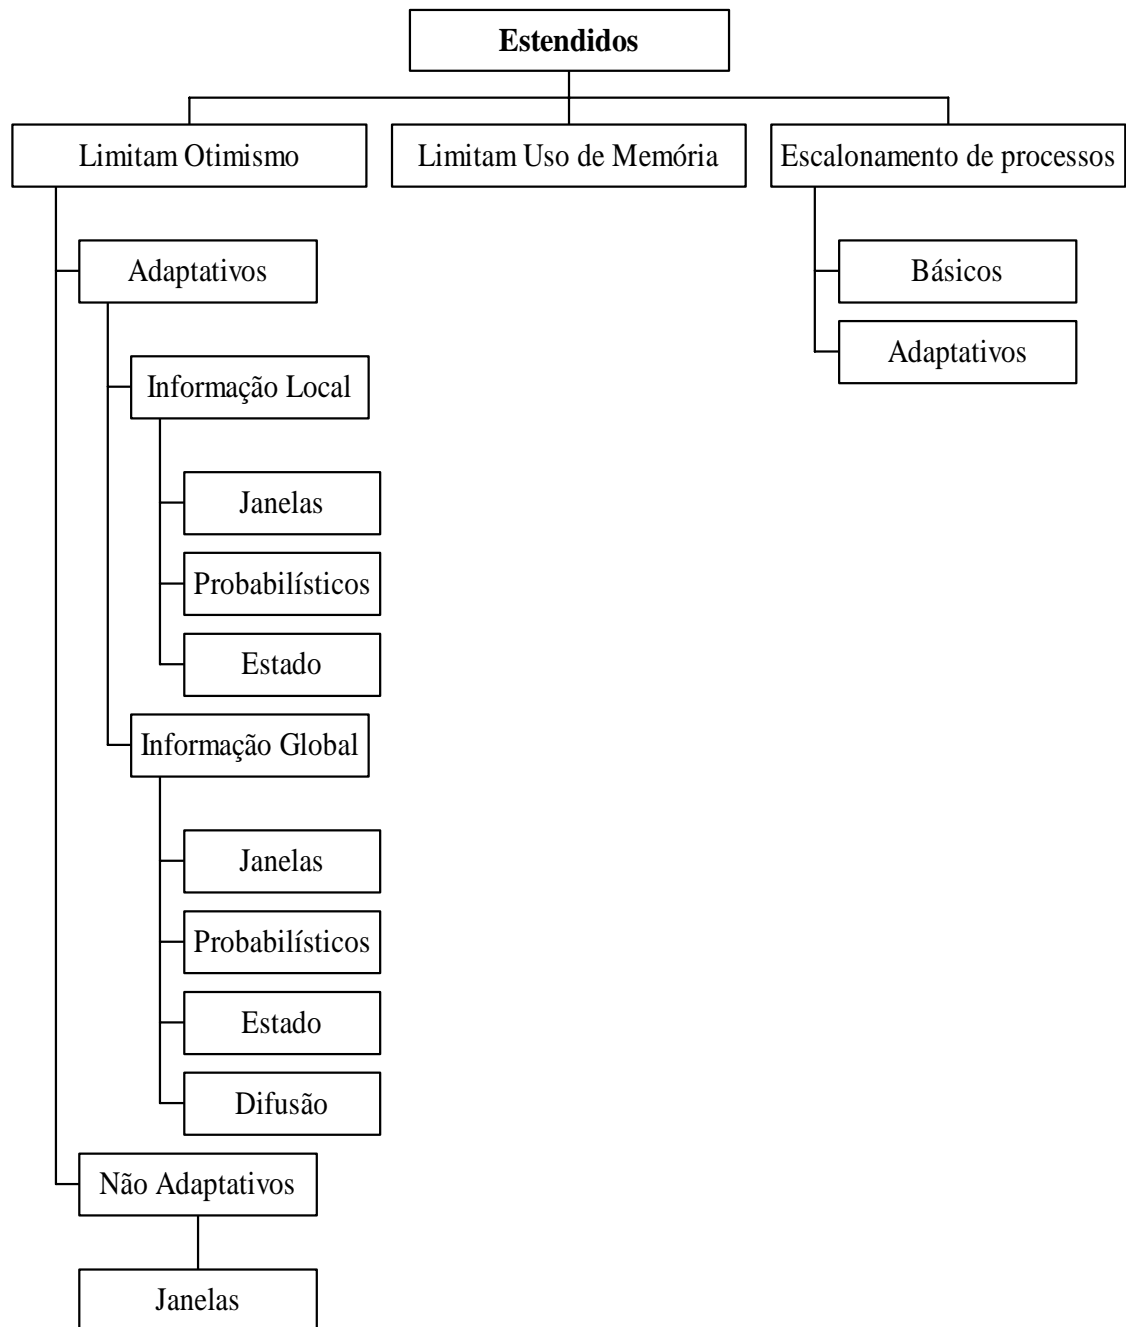 Estendidos
Limitam Otimismo
Limitam Uso de Memória
Escalonamento de processos
Adaptativos
Básicos
Adaptativos
Informação Local
Janelas
Probabilísticos
Estado
Informação Global
Janelas
Probabilísticos
Estado
Difusão
Não Adaptativos
Janelas